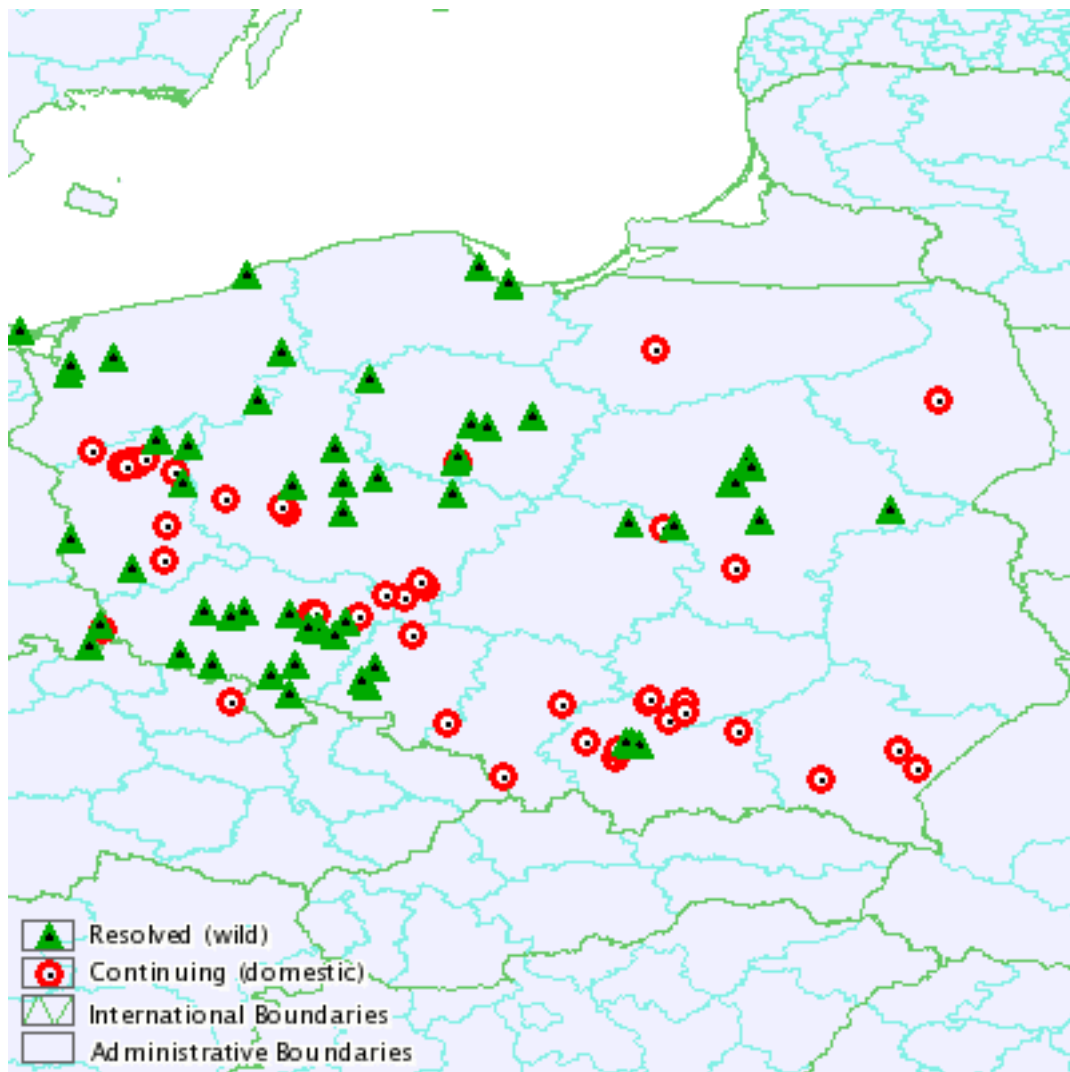 Resolved (wild)
Continuing (domestic)
International Boundaries
Administrative Boundaries